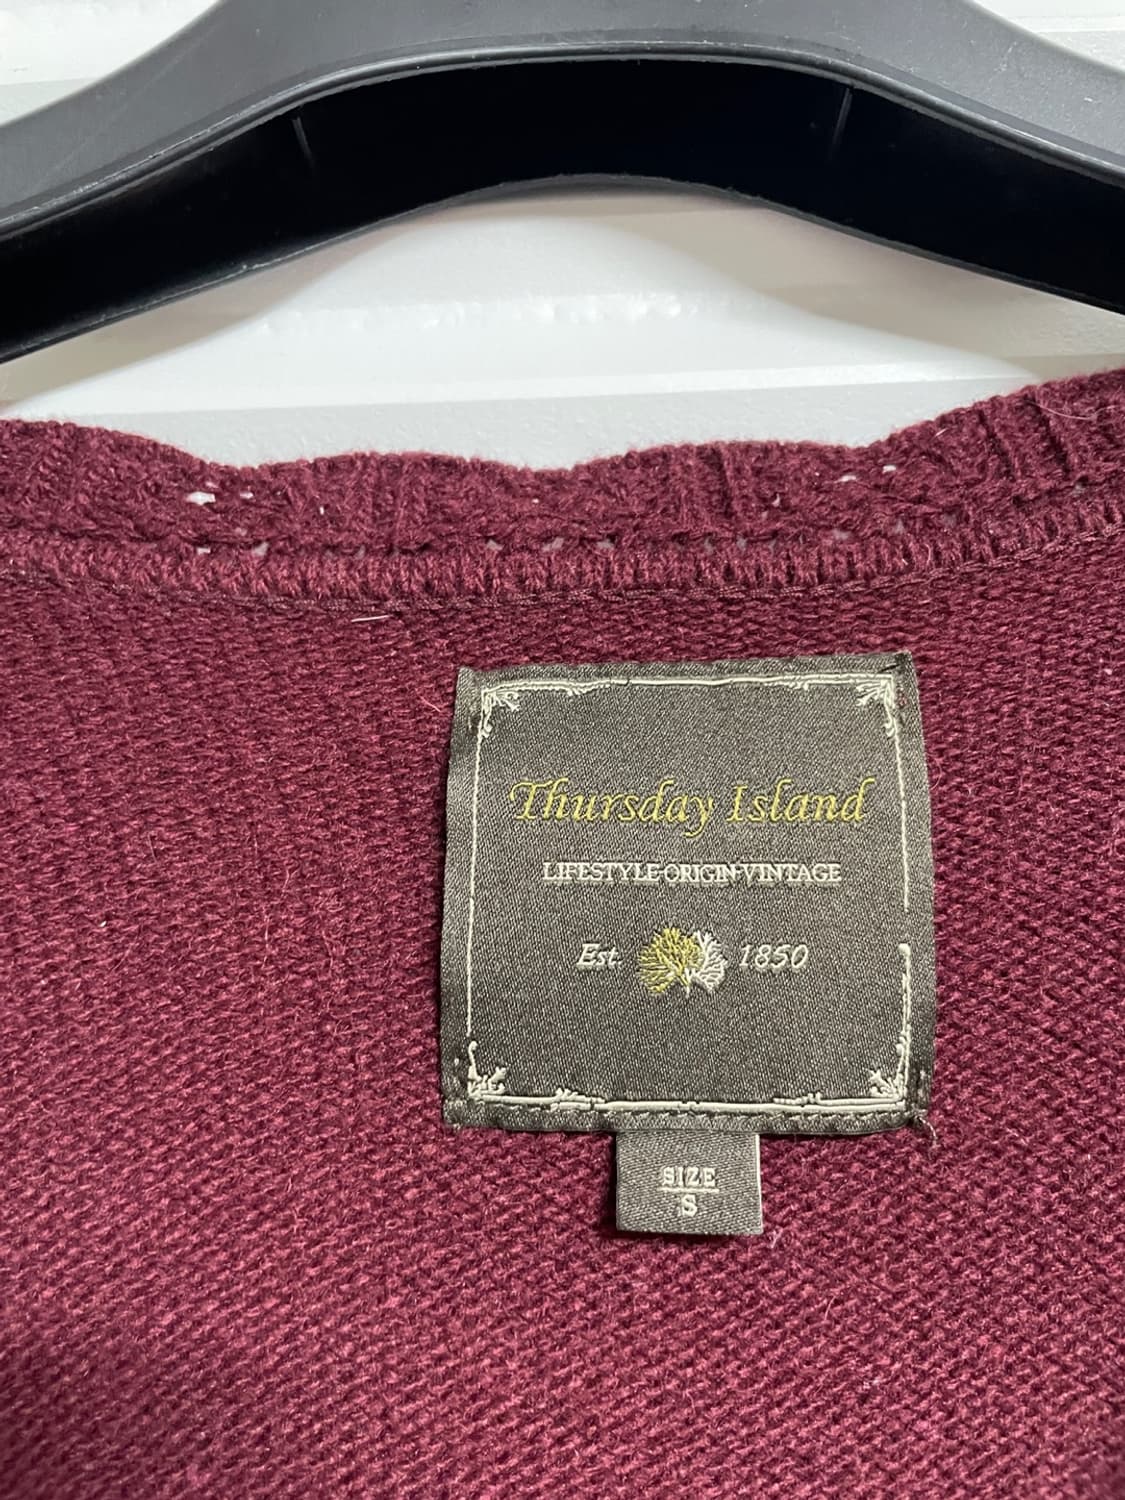 Thursday Island
LIFESTYLE·ORIGIN·VINTAGE
Est. 1850
SIZE
S